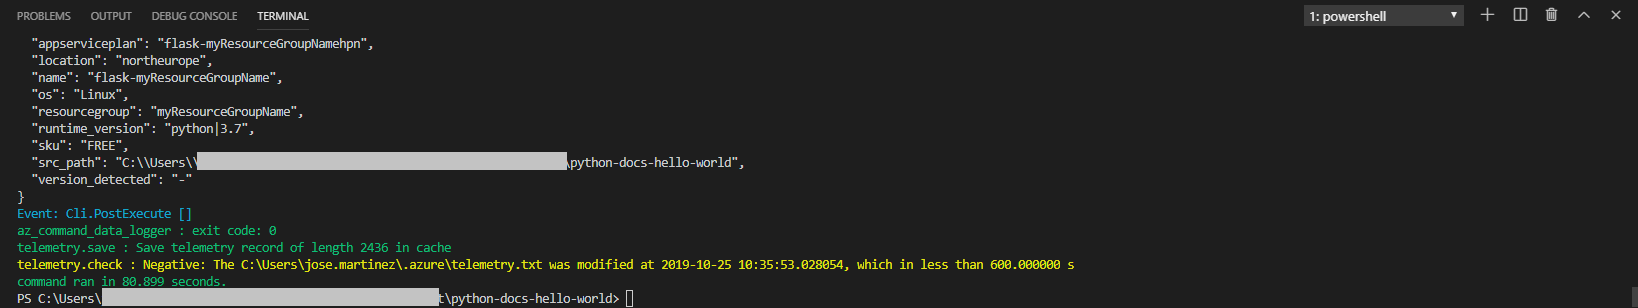 PROBLEMS OUTPUT DEBUG CONSOLE TERMINAL 1: powershell
"appserviceplan": "flask-myResourceGroupNamehpn",
"location": "northeurope",
"name": "flask-myResourceGroupName",
"os": "Linux",
"resourcegroup": "myResourceGroupName",
"runtime_version": "python|3.7",
"sku": "FREE",
"src_path": "C:\\Users\\ \python-docs-hello-world",
"version_detected": "-"
}
Event: Cli.PostExecute []
az_command_data_logger : exit code: 0
telemetry.save : Save telemetry record of length 2436 in cache
telemetry.check : Negative: The C:\Users\jose.martinez\.azure\telemetry.txt was modified at 2019-10-25 10:35:53.028054, which in less than 600.000000 s
command ran in 80.899 seconds.
PS C:\Users\ t\python-docs-hello-world>